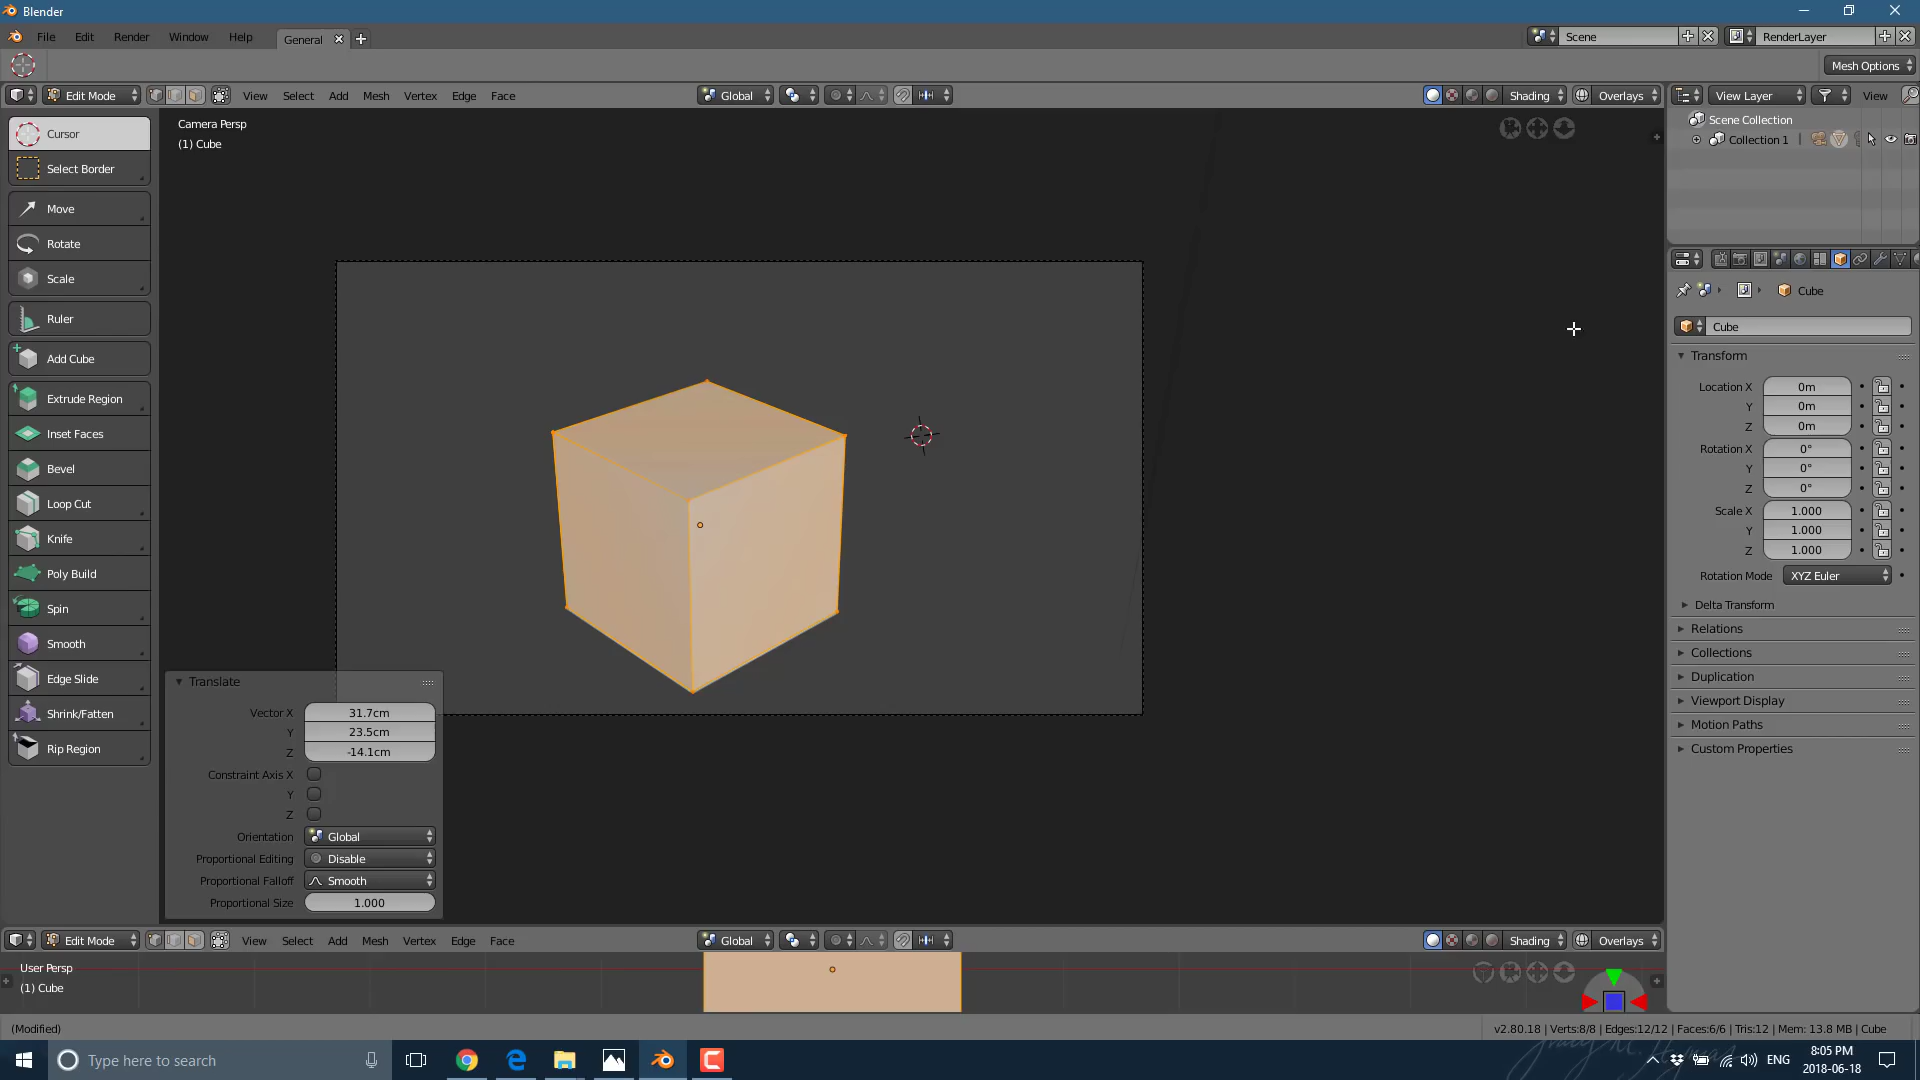 Blender
File Edit Render Window Help General Scene RenderLayer
Mesh Options
Edit Mode View Select Add Mesh Vertex Edge Face Global Shading Overlays View Layer View
Cursor
Select Border
Move
Rotate
Scale
Ruler
Add Cube
Extrude Region
Inset Faces
Bevel
Loop Cut
Knife
Poly Build
Spin
Smooth
Edge Slide
Shrink/Fatten
Rip Region
Camera Persp
(1) Cube
Translate
Vector X 31.7cm
Y 23.5cm
Z -14.1cm
Constraint Axis X
Y
Z
Orientation Global
Proportional Editing Disable
Proportional Falloff Smooth
Proportional Size 1.000
Scene Collection
Collection 1
Cube
Cube
Transform
Location X 0m
Y 0m
Z 0m
Rotation X 0°
Y 0°
Z 0°
Scale X 1.000
Y 1.000
Z 1.000
Rotation Mode XYZ Euler
Delta Transform
Relations
Collections
Duplication
Viewport Display
Motion Paths
Custom Properties
Edit Mode View Select Add Mesh Vertex Edge Face Global Shading Overlays
User Persp
(1) Cube
(Modified) v2.80.18 | Verts:8/8 | Edges:12/12 | Faces:6/6 | Tris:12 | Mem: 13.8 MB | Cube
Type here to search ENG 8:05 PM
2018-06-18